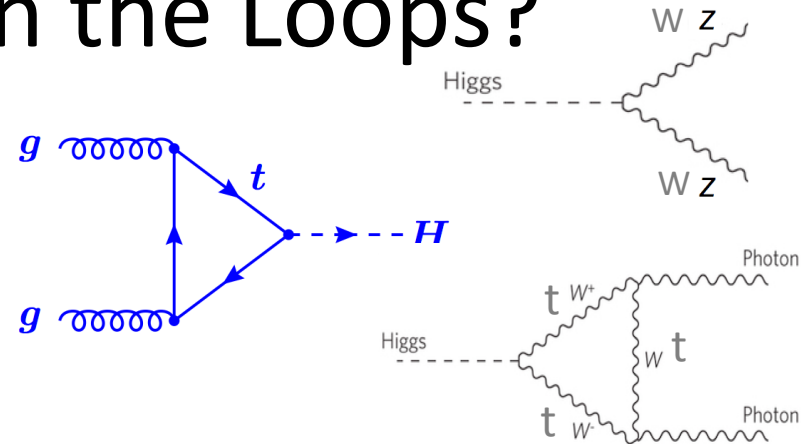 n the Loops?
W z
Higgs
g
t
H
W z
g
Photon
t W+
Higgs
W t
t W-
Photon